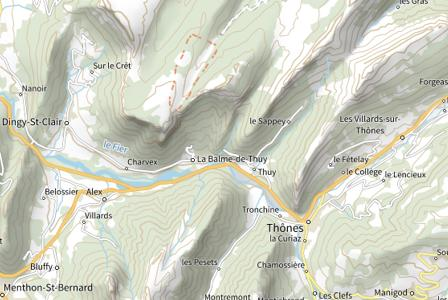 les Gras
Sur le Crêt
Forgeas
Nanoir
Dingy-St-Clair
le Sappey
Les Villards-sur-
Thônes
le Fier
Charvex
La Balme-de-Thuy
le Fételay
le College
Thuy
le Lencieux
Belossier
Alex
Villards
Tronchine
Thônes
la Curiaz
les Pesets
Chamossière
Bluffy
Menthon-St-Bernard
Manigod
Montremont
Les Clefs